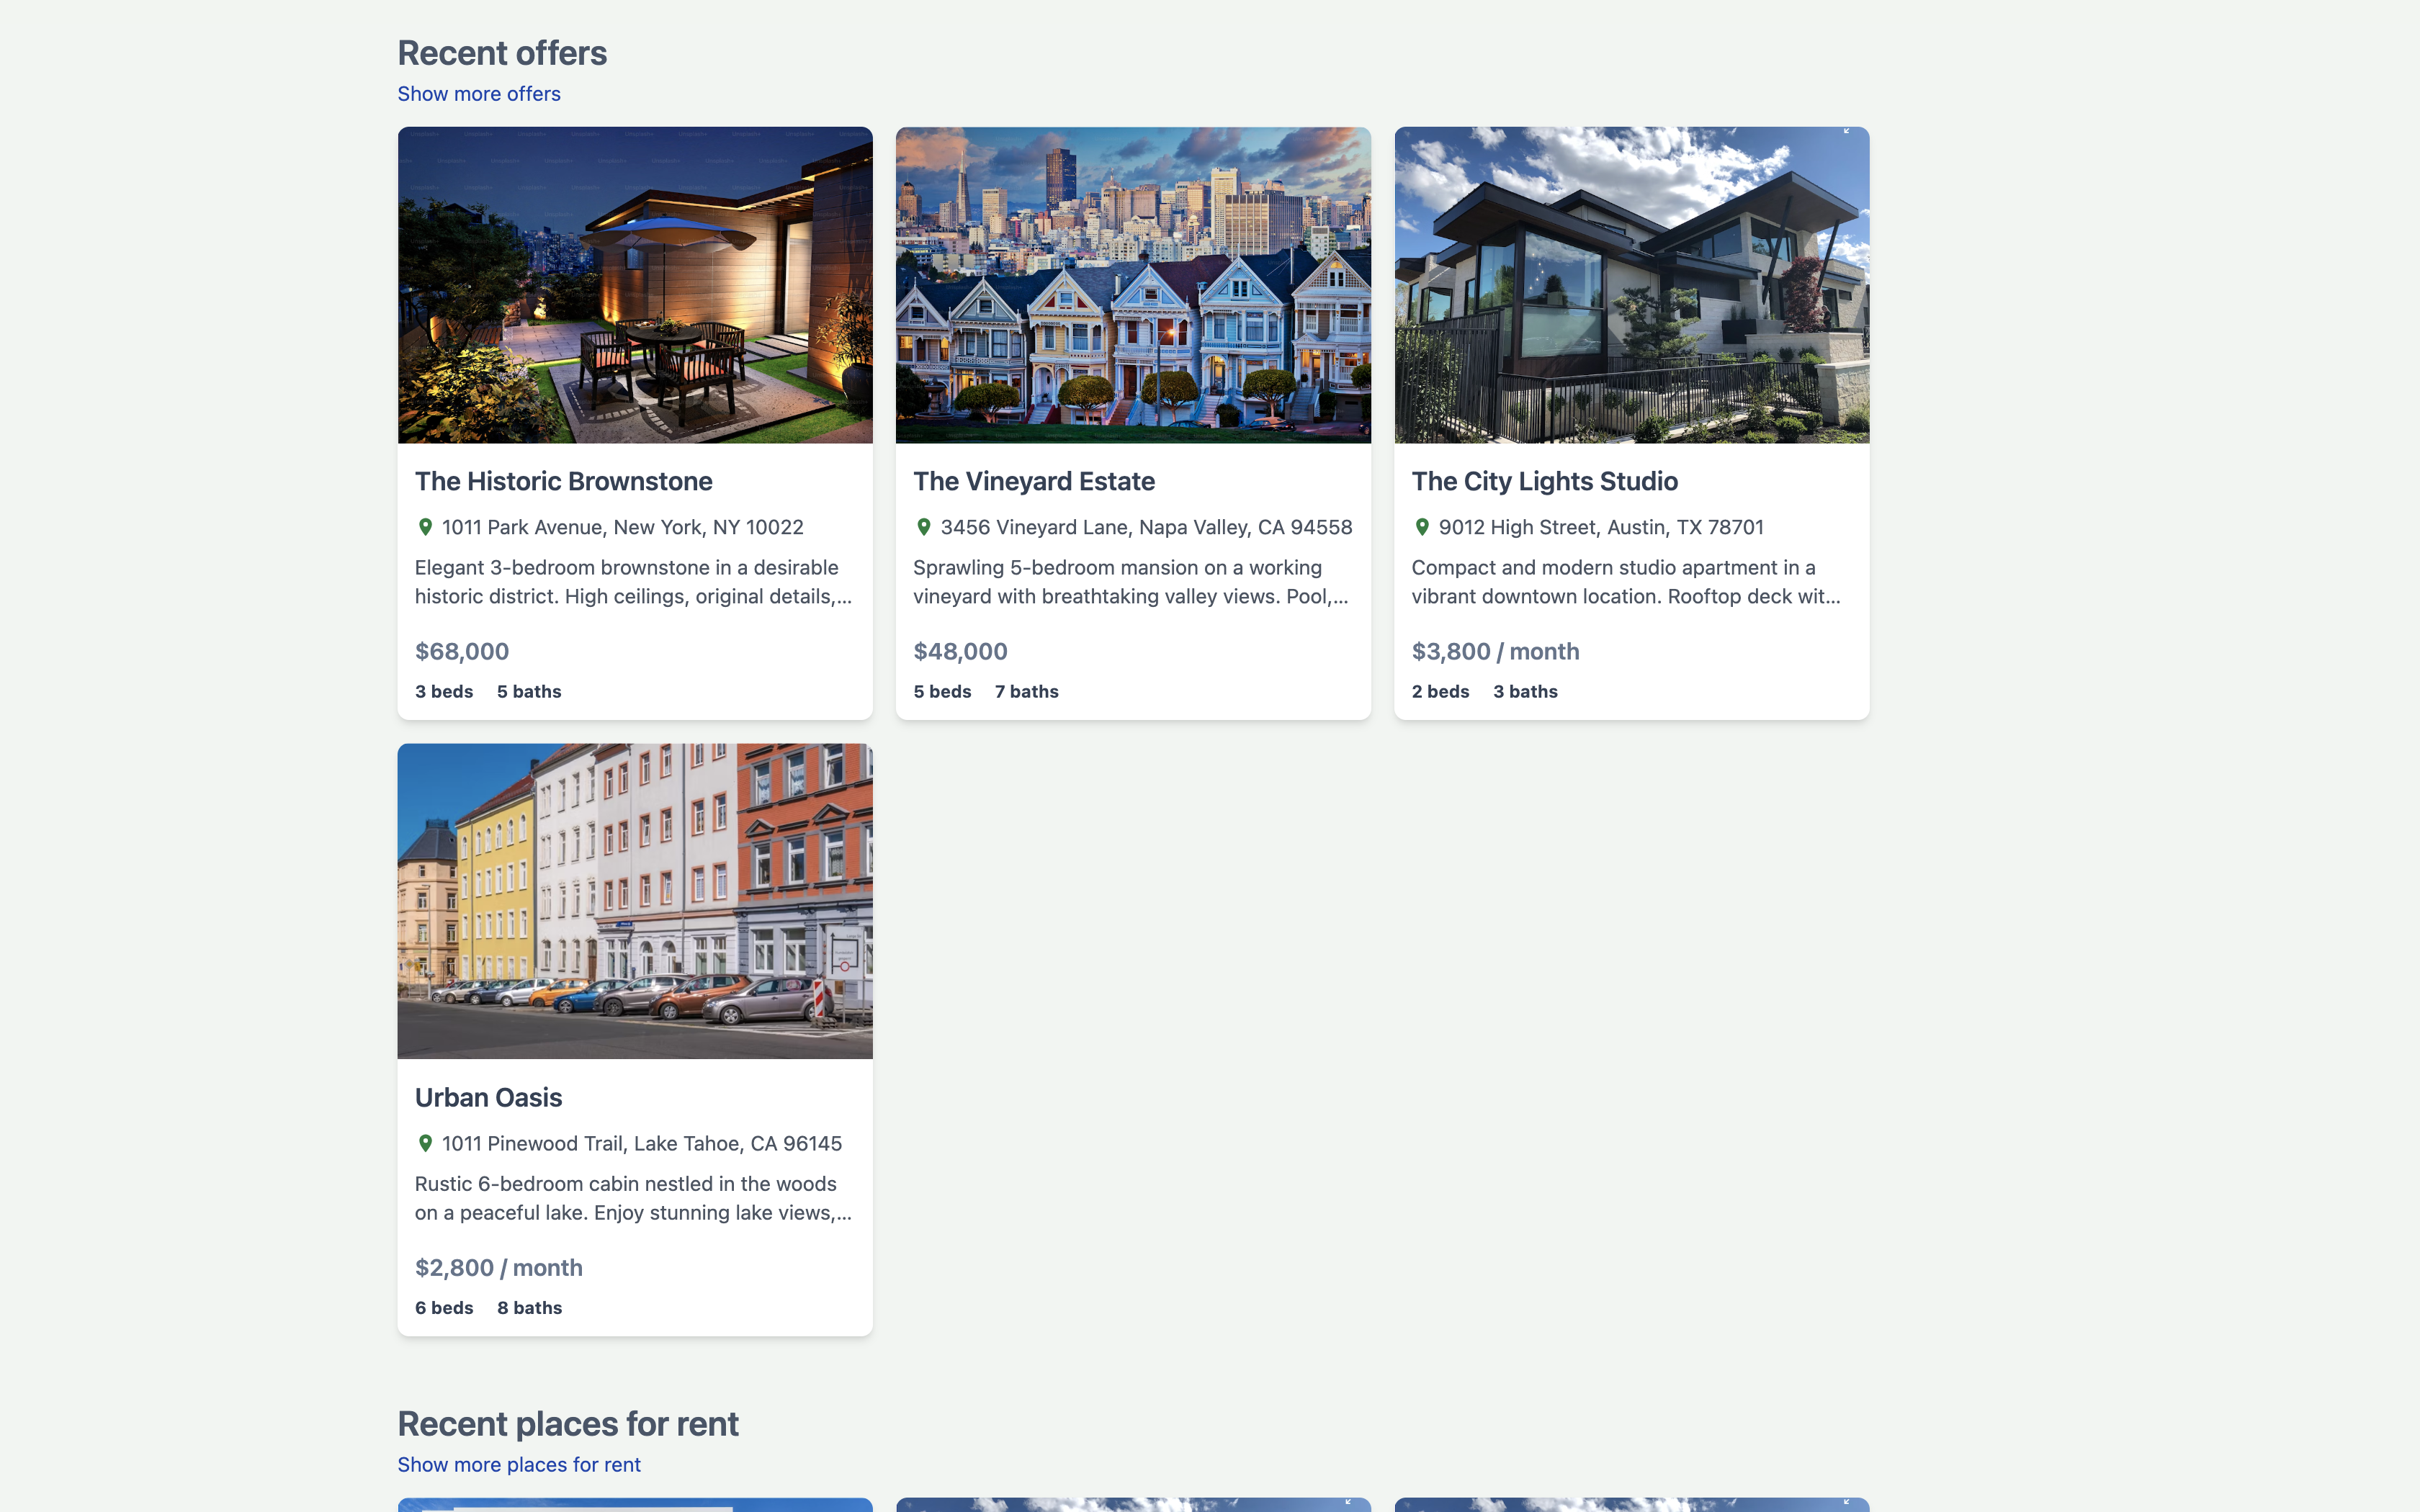 Recent offers
Show more offers
The Historic Brownstone
1011 Park Avenue, New York, NY 10022
Elegant 3-bedroom brownstone in a desirable
historic district. High ceilings, original details,...
$68,000
3 beds 5 baths
The Vineyard Estate
3456 Vineyard Lane, Napa Valley, CA 94558
Sprawling 5-bedroom mansion on a working
vineyard with breathtaking valley views. Pool,...
$48,000
5 beds 7 baths
The City Lights Studio
9012 High Street, Austin, TX 78701
Compact and modern studio apartment in a
vibrant downtown location. Rooftop deck wit...
$3,800 / month
2 beds 3 baths
Urban Oasis
1011 Pinewood Trail, Lake Tahoe, CA 96145
Rustic 6-bedroom cabin nestled in the woods
on a peaceful lake. Enjoy stunning lake views,...
$2,800 / month
6 beds 8 baths
Recent places for rent
Show more places for rent